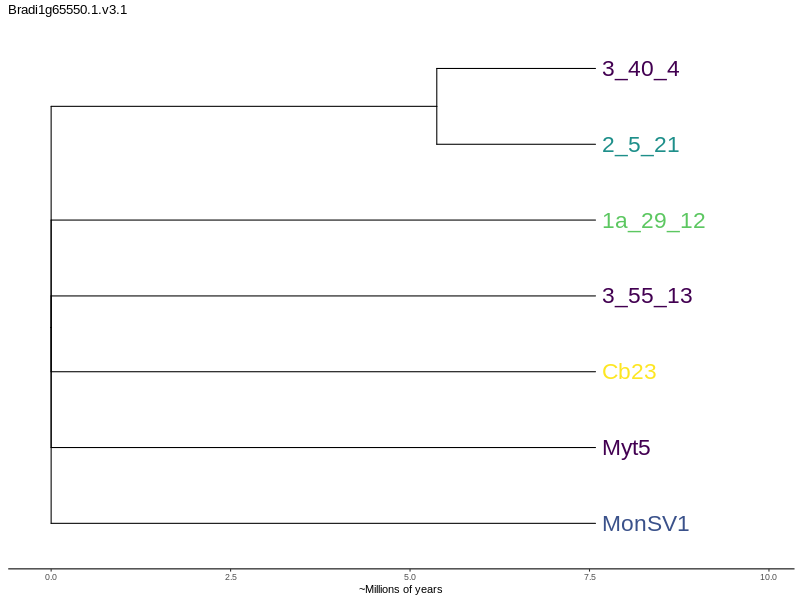 Bradi1g65550.1.v3.1
3_40_4
2_5_21
1a_29_12
3_55_13
Cb23
Myt5
MonSV1
0.0 2.5 5.0 7.5 10.0
~Millions of years